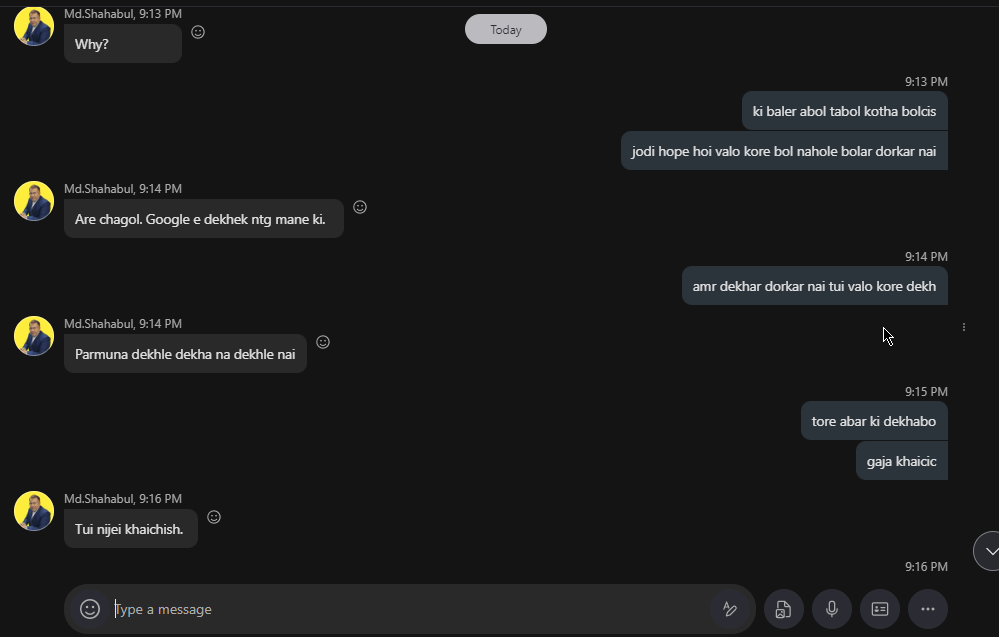 Md.Shahabul, 9:13 PM
Why?
Today
9:13 PM
ki baler abol tabol kotha bolcis
jodi hope hoi valo kore bol nahole bolar dorkar nai
Md.Shahabul, 9:14 PM
Are chagol. Google e dekhek ntg mane ki.
9:14 PM
amr dekhar dorkar nai tui valo kore dekh
Md.Shahabul, 9:14 PM
Parmuna dekhle dekha na dekhle nai
9:15 PM
tore abar ki dekhabo
gaja khaicic
Md.Shahabul, 9:16 PM
Tui nijei khaichish.
9:16 PM
Type a message